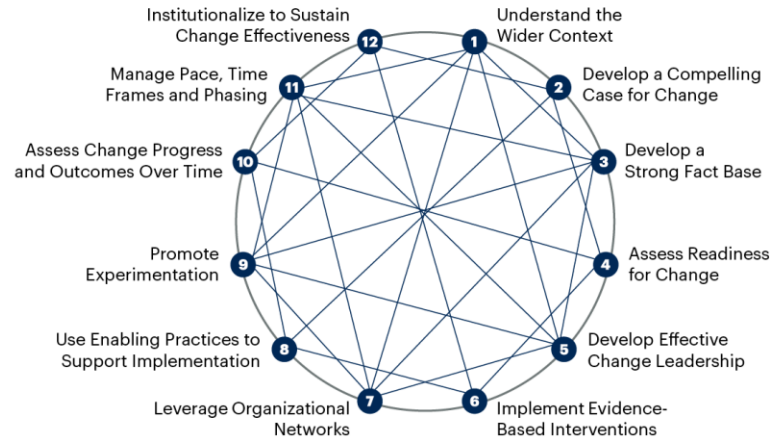 Institutionalize to Sustain
Change Effectiveness
12
1
Understand the
Wider Context
Manage Pace, Time
Frames and Phasing
11
2
Develop a Compelling
Case for Change
Assess Change Progress
and Outcomes Over Time
10
3
Develop a
Strong Fact Base
Promote
Experimentation
9
4
Assess Readiness
for Change
Use Enabling Practices to
Support Implementation
8
5
Develop Effective
Change Leadership
Leverage Organizational
Networks
7
6
Implement Evidence-
Based Interventions